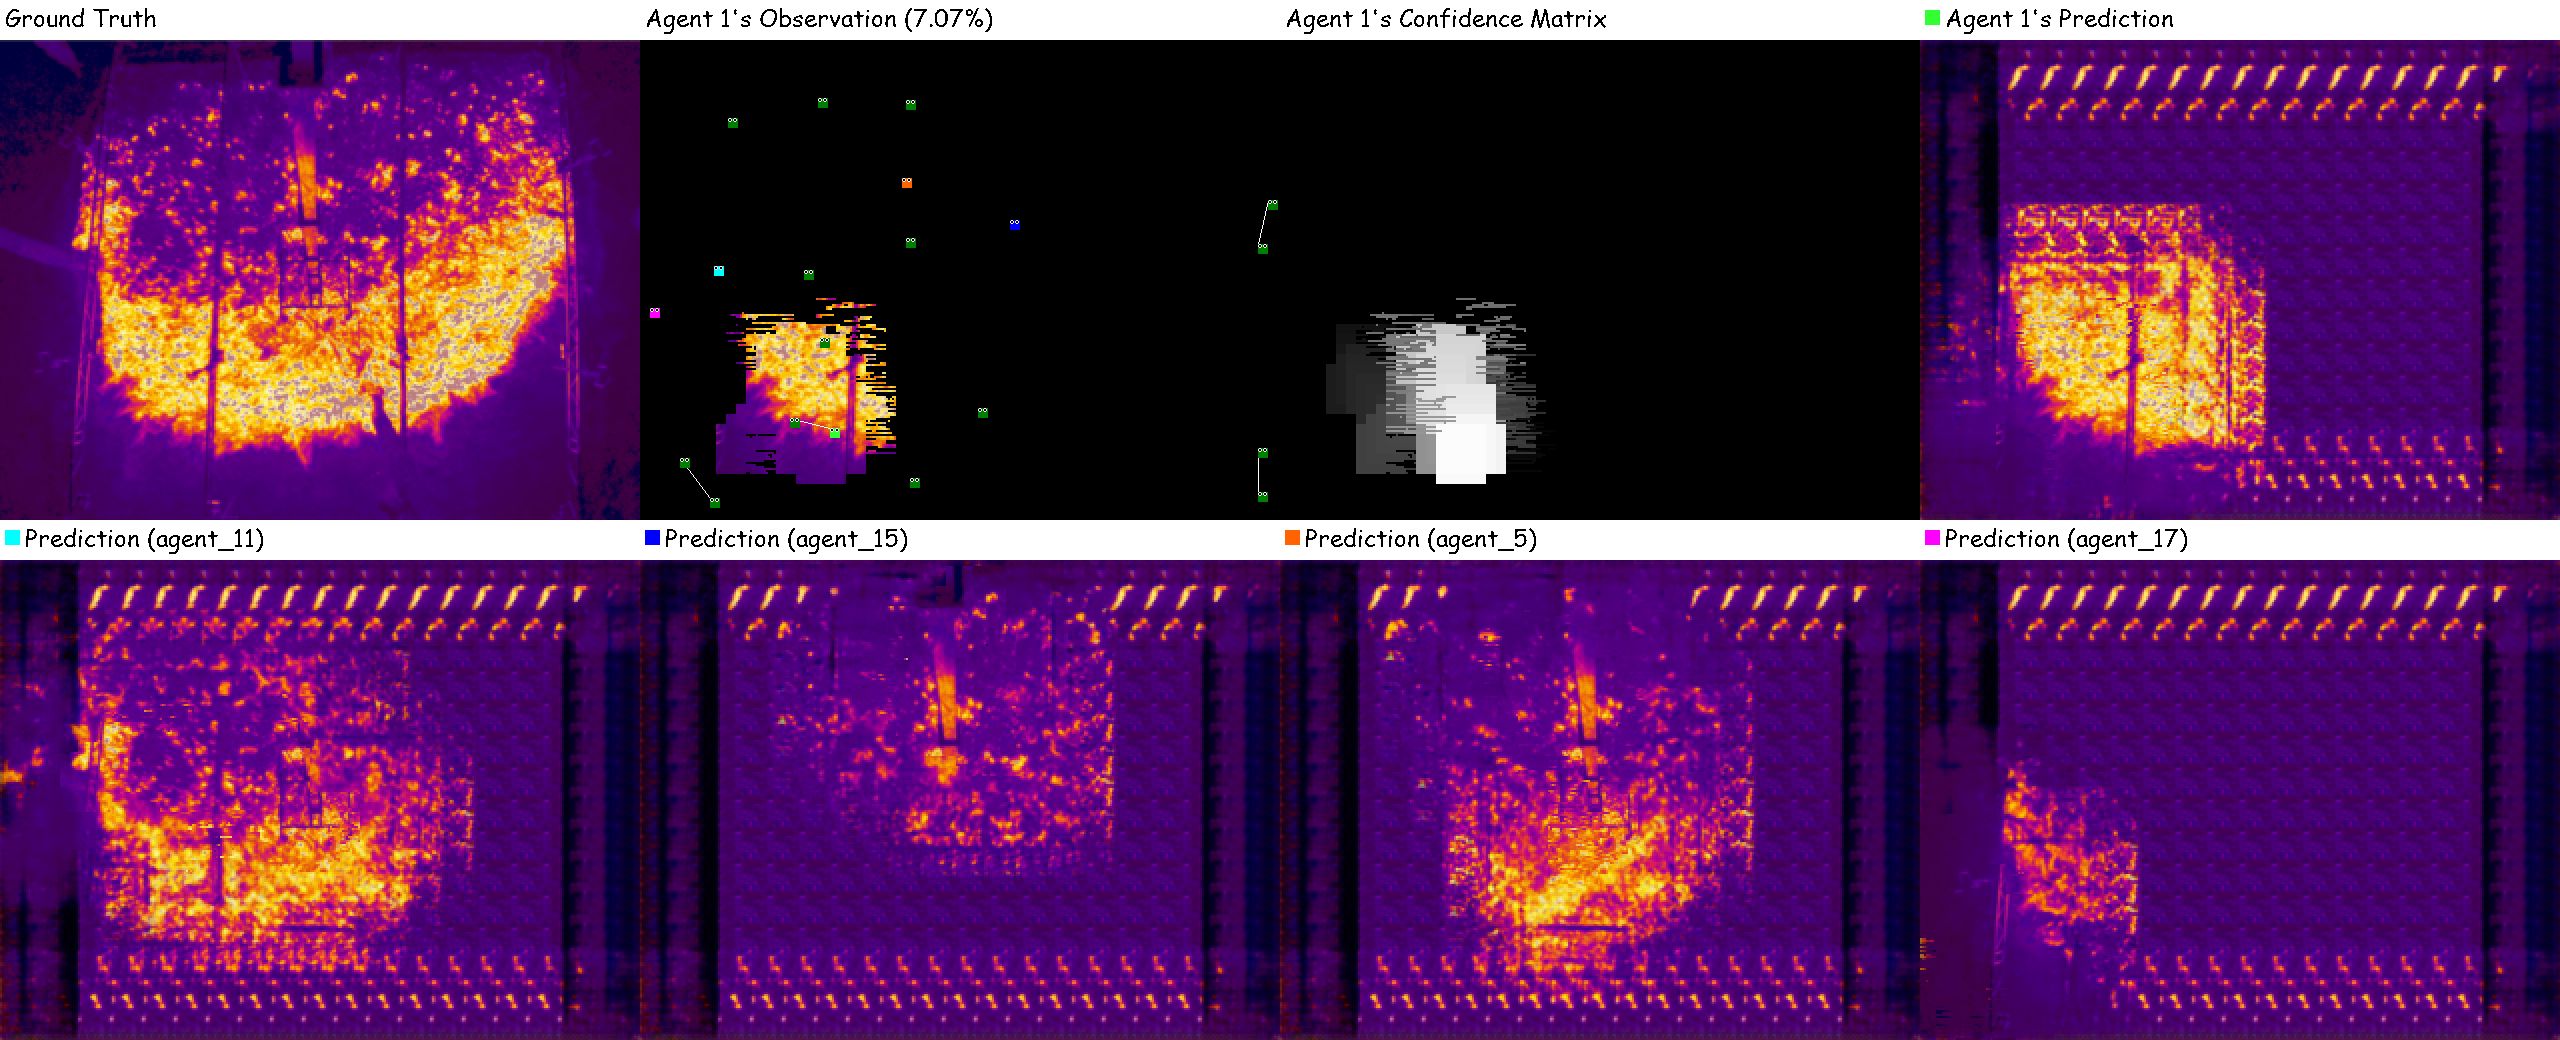 Ground Truth
Agent 1's Observation (7.07%)
Agent 1's Confidence Matrix
Agent 1's Prediction
Prediction (agent_11)
Prediction (agent_15)
Prediction (agent_5)
Prediction (agent_17)